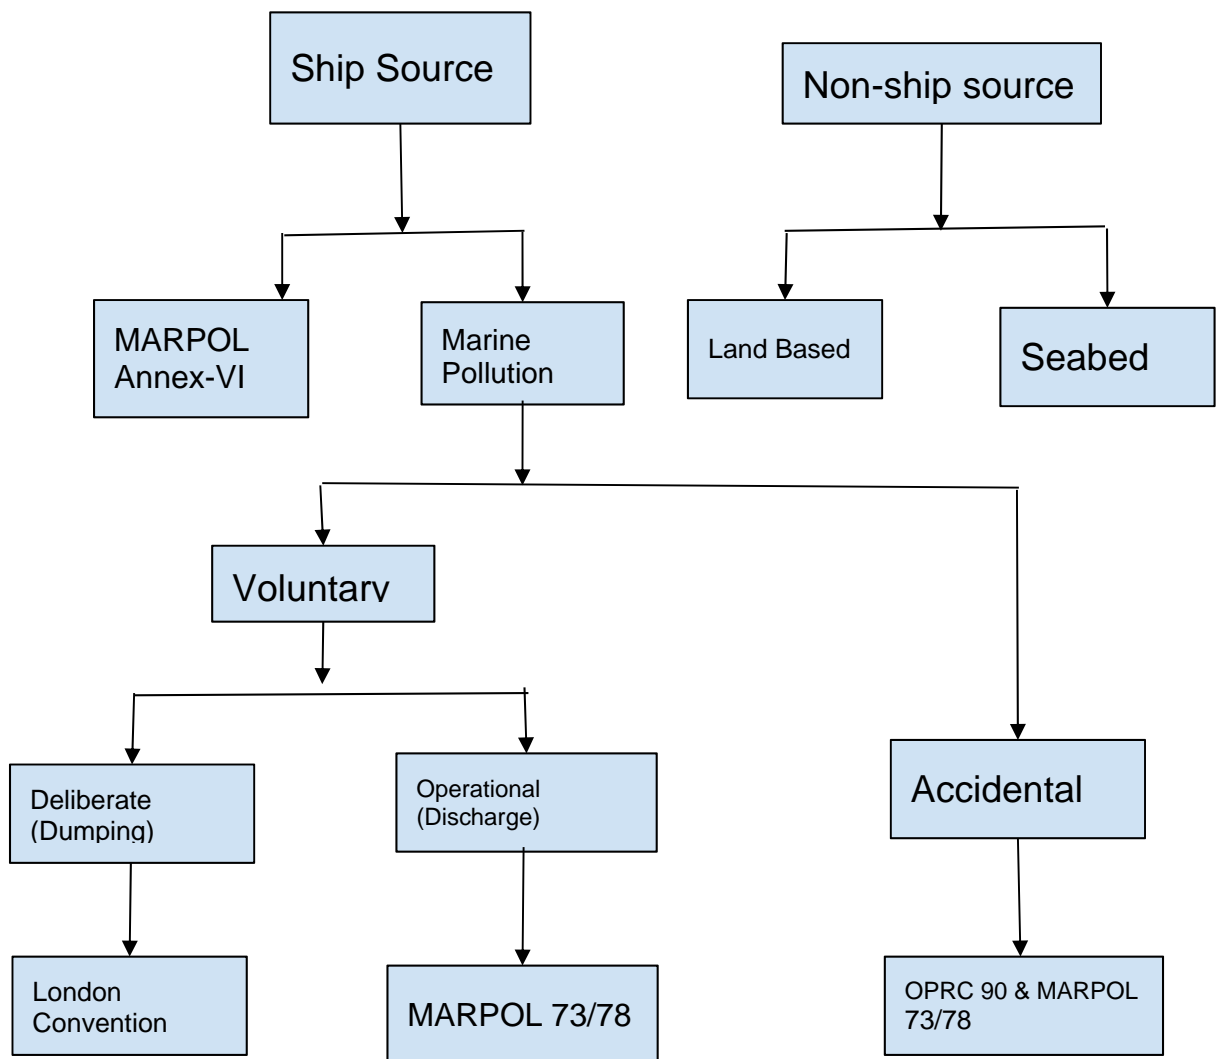 Ship Source
Non-ship source
MARPOL
Annex-VI
Marine
Pollution
Land Based
Seabed
Voluntary
Deliberate
(Dumping)
Operational
(Discharge)
Accidental
London
Convention
MARPOL 73/78
OPRC 90 & MARPOL
73/78